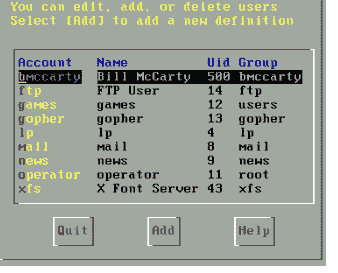 You can edit, add, or delete users
Select [Add] to add a new definition
Account Name Uid Group
bmccarty Bill McCarty 500 bmccarty
ftp FTP User 14 ftp
games games 12 users
gopher gopher 13 gopher
lp lp 4 lp
mail mail 8 mail
news news 9 news
operator operator 11 root
xfs X Font Server 43 xfs
Quit Add Help